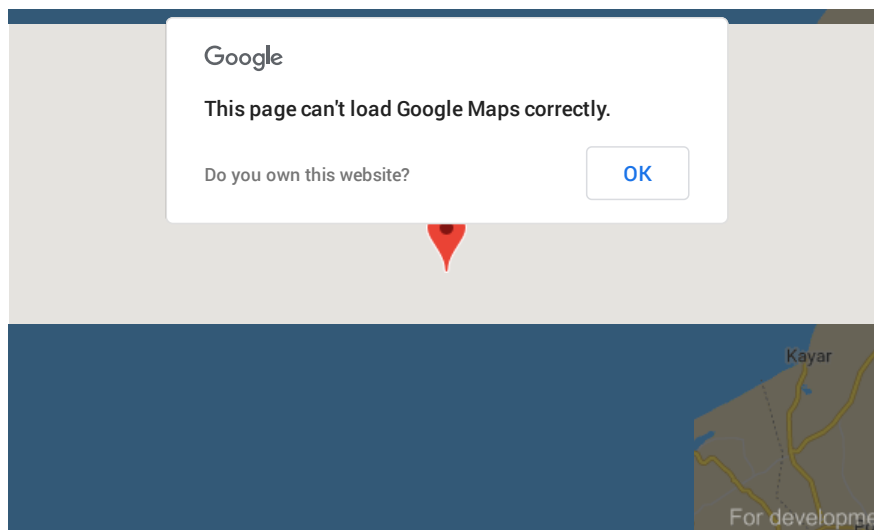 Google
This page can't load Google Maps correctly.
Do you own this website?
OK
Kayar
For developme